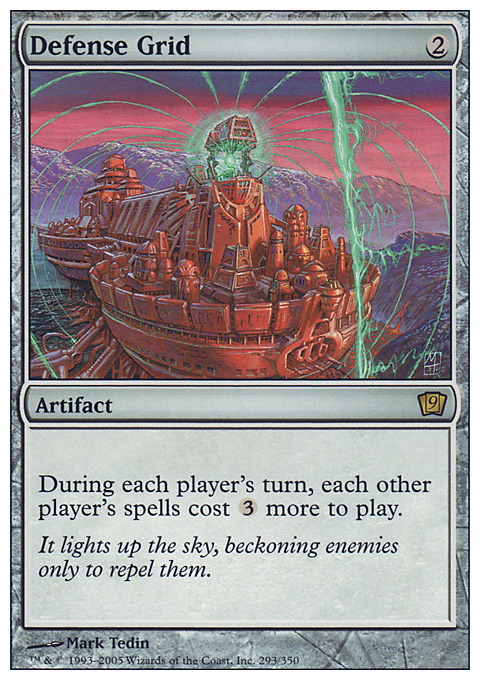 Defense Grid 2
Artifact 9
During each player's turn, each other
player's spells cost 3 more to play.
It lights up the sky, beckoning enemies
only to repel them.
Mark Tedin
™ & © 1993–2005 Wizards of the Coast, Inc. 293/350